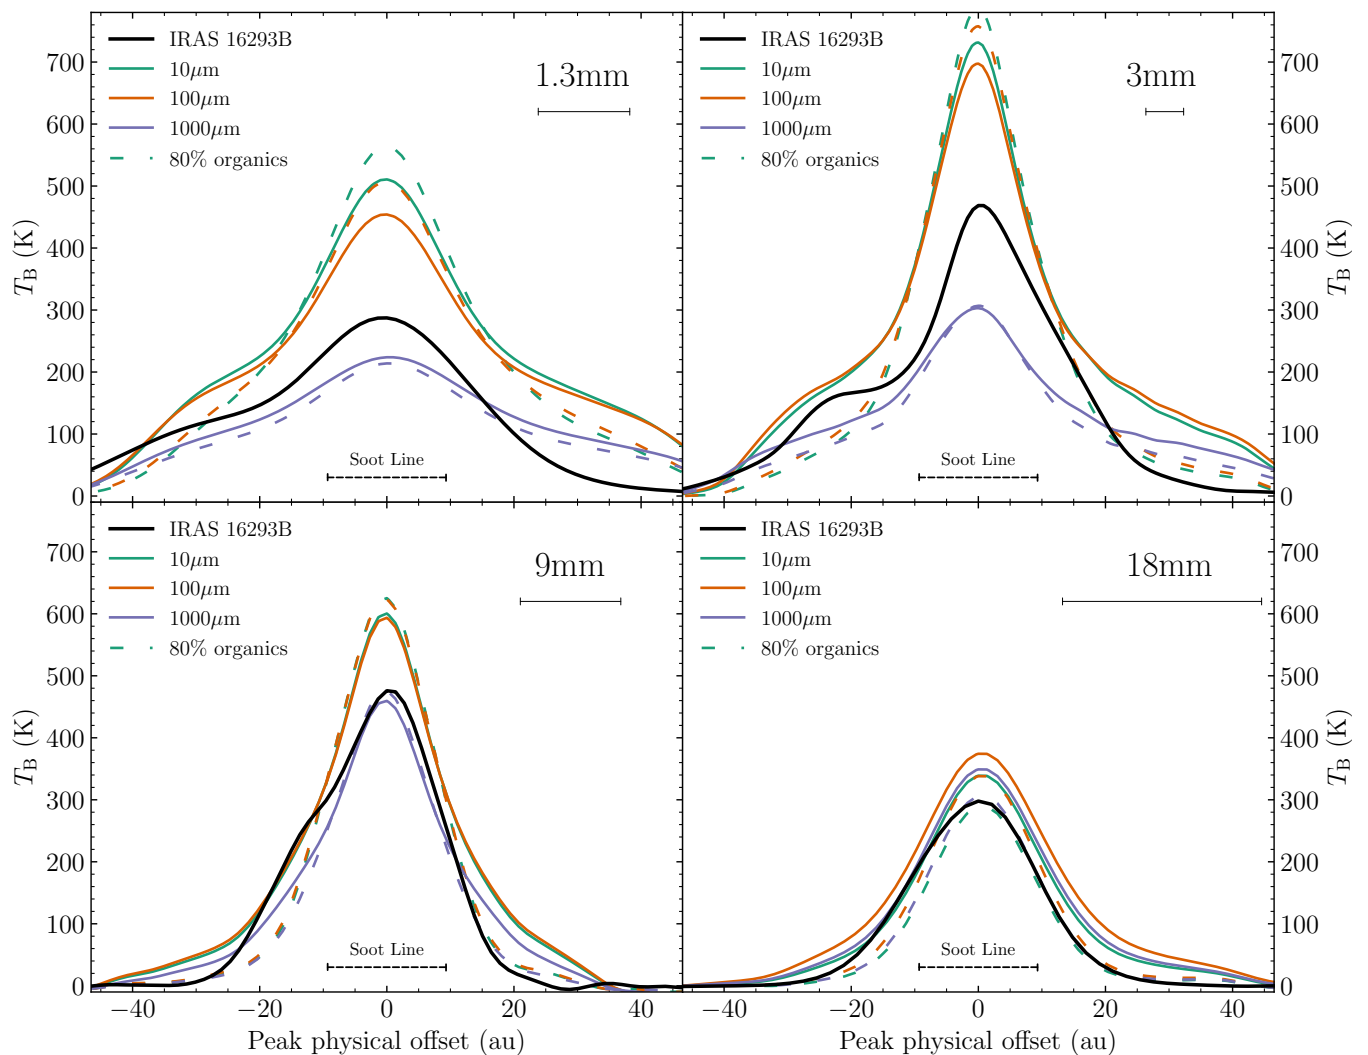 IRAS 16293B
10μm
100μm
1000μm
80% organics
1.3mm
Soot Line
T_B (K)
0
100
200
300
400
500
600
700
IRAS 16293B
10μm
100μm
1000μm
80% organics
3mm
Soot Line
T_B (K)
0
100
200
300
400
500
600
700
IRAS 16293B
10μm
100μm
1000μm
80% organics
9mm
Soot Line
T_B (K)
0
100
200
300
400
500
600
700
−40 −20 0 20 40
Peak physical offset (au)
IRAS 16293B
10μm
100μm
1000μm
80% organics
18mm
Soot Line
T_B (K)
0
100
200
300
400
500
600
700
−40 −20 0 20 40
Peak physical offset (au)